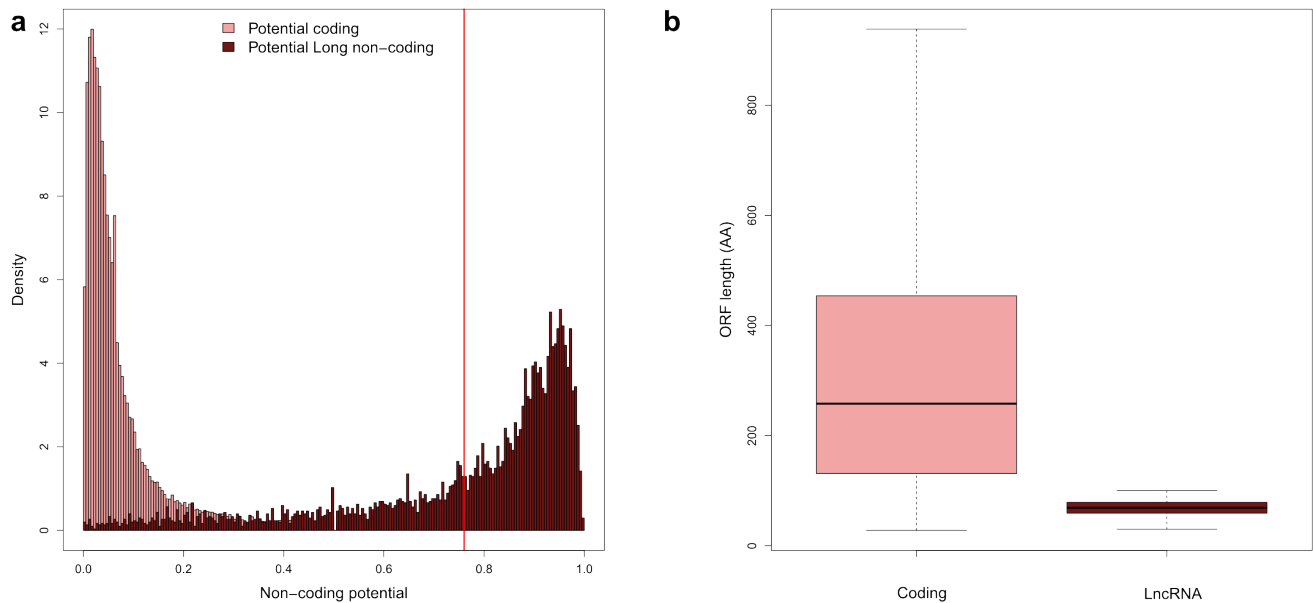 a
Potential coding
Potential Long non−coding
Density
0
2
4
6
8
10
12
0.0 0.2 0.4 0.6 0.8 1.0
Non−coding potential
b
ORF length (AA)
0
200
400
600
800
Coding LncRNA